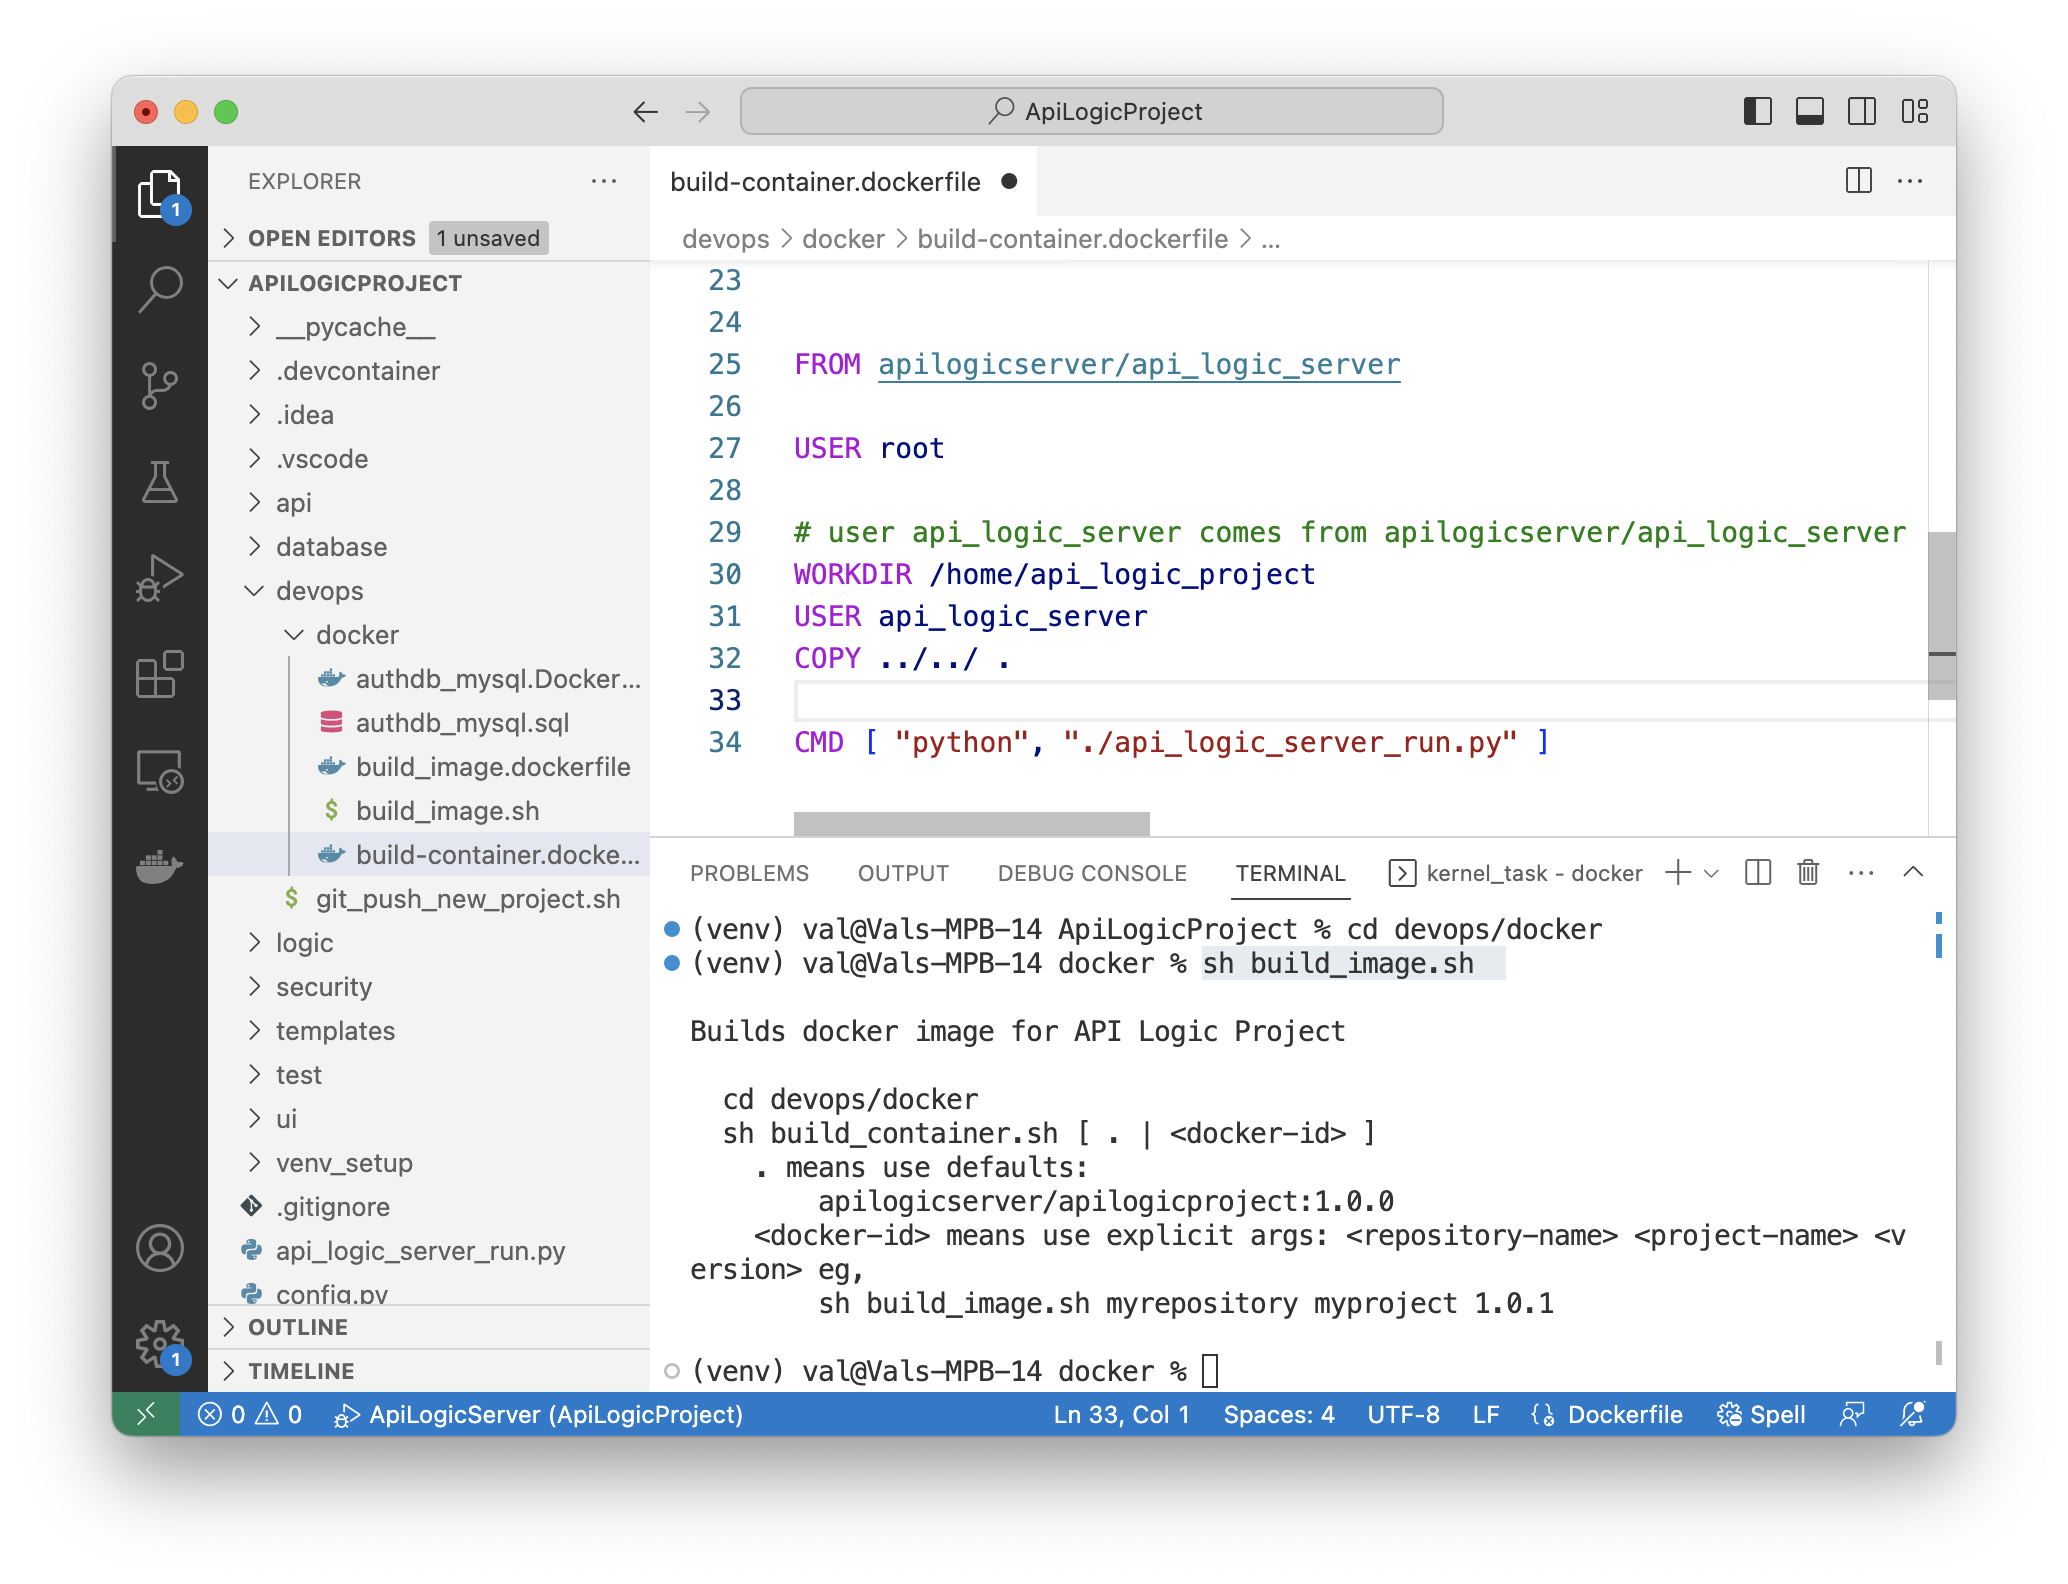 ApiLogicProject
1
EXPLORER
OPEN EDITORS 1 unsaved
APILOGICPROJECT
__pycache__
.devcontainer
.idea
.vscode
api
database
devops
docker
authdb_mysql.Docker...
authdb_mysql.sql
build_image.dockerfile
$ build_image.sh
build-container.docke...
$ git_push_new_project.sh
logic
security
templates
test
ui
venv_setup
.gitignore
api_logic_server_run.py
config.py
OUTLINE
TIMELINE
1
build-container.dockerfile
devops > docker > build-container.dockerfile > ...
23
24
25 FROM apilogicserver/api_logic_server
26
27 USER root
28
29 # user api_logic_server comes from apilogicserver/api_logic_server
30 WORKDIR /home/api_logic_project
31 USER api_logic_server
32 COPY ../../ .
33
34 CMD [ "python", "./api_logic_server_run.py" ]
PROBLEMS OUTPUT DEBUG CONSOLE TERMINAL kernel_task - docker
(venv) val@Vals-MPB-14 ApiLogicProject % cd devops/docker
(venv) val@Vals-MPB-14 docker % sh build_image.sh
Builds docker image for API Logic Project
cd devops/docker
sh build_container.sh [ . | <docker-id> ]
. means use defaults:
apilogicserver/apilogicproject:1.0.0
<docker-id> means use explicit args: <repository-name> <project-name> <v
ersion> eg,
sh build_image.sh myrepository myproject 1.0.1
(venv) val@Vals-MPB-14 docker %
0 0 ApiLogicServer (ApiLogicProject) Ln 33, Col 1 Spaces: 4 UTF-8 LF Dockerfile Spell